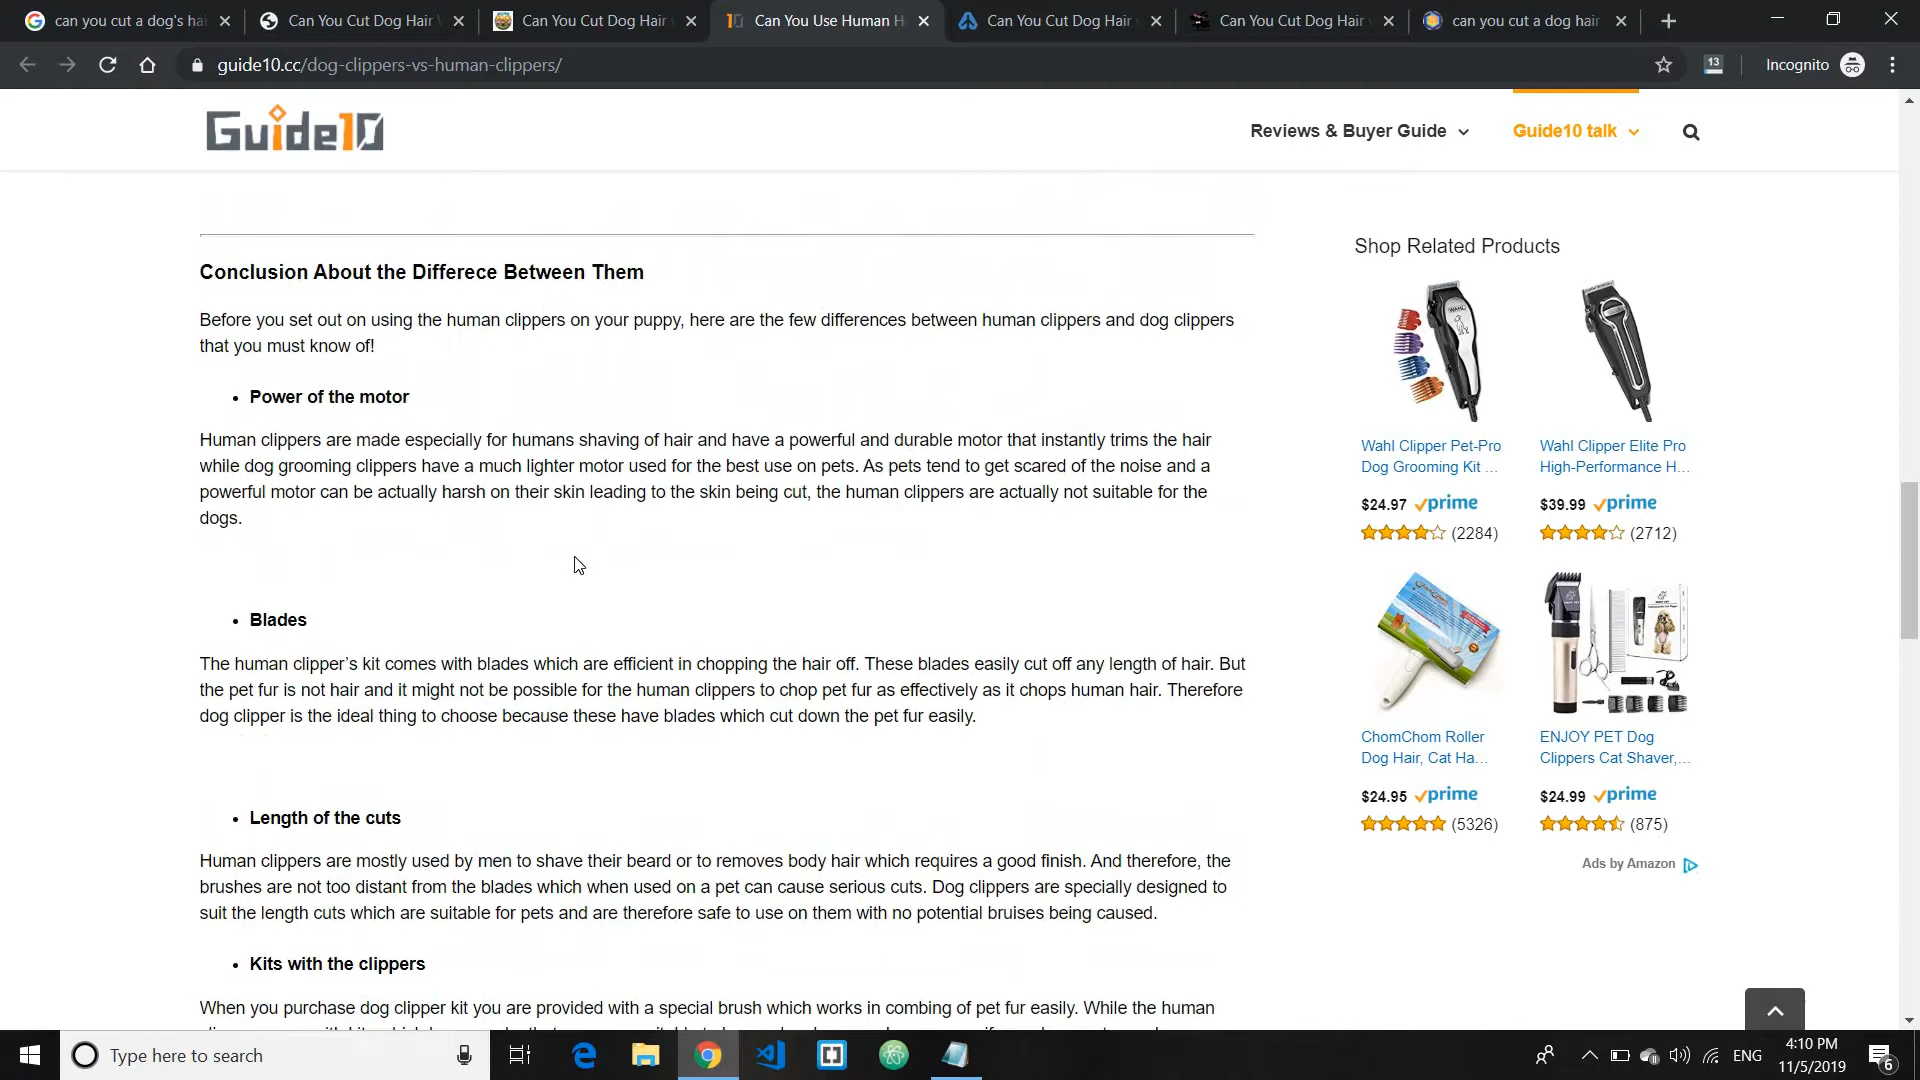 can you cut a dog's hai
Can You Cut Dog Hair
Can You Cut Dog Hair
Can You Use Human H
Can You Cut Dog Hair
Can You Cut Dog Hair
can you cut a dog hair
guide10.cc/dog-clippers-vs-human-clippers/
13
Incognito
Guide10
Reviews & Buyer Guide
Guide10 talk
Conclusion About the Differece Between Them
Before you set out on using the human clippers on your puppy, here are the few differences between human clippers and dog clippers
that you must know of!
• Power of the motor
Human clippers are made especially for humans shaving of hair and have a powerful and durable motor that instantly trims the hair
while dog grooming clippers have a much lighter motor used for the best use on pets. As pets tend to get scared of the noise and a
powerful motor can be actually harsh on their skin leading to the skin being cut, the human clippers are actually not suitable for the
dogs.
• Blades
The human clipper’s kit comes with blades which are efficient in chopping the hair off. These blades easily cut off any length of hair. But
the pet fur is not hair and it might not be possible for the human clippers to chop pet fur as effectively as it chops human hair. Therefore
dog clipper is the ideal thing to choose because these have blades which cut down the pet fur easily.
• Length of the cuts
Human clippers are mostly used by men to shave their beard or to removes body hair which requires a good finish. And therefore, the
brushes are not too distant from the blades which when used on a pet can cause serious cuts. Dog clippers are specially designed to
suit the length cuts which are suitable for pets and are therefore safe to use on them with no potential bruises being caused.
• Kits with the clippers
When you purchase dog clipper kit you are provided with a special brush which works in combing of pet fur easily. While the human
Shop Related Products
Wahl Clipper Pet-Pro
Dog Grooming Kit ...
$24.97 prime
(2284)
Wahl Clipper Elite Pro
High-Performance H...
$39.99 prime
(2712)
ChomChom Roller
Dog Hair, Cat Ha...
$24.95 prime
(5326)
ENJOY PET Dog
Clippers Cat Shaver,...
$24.99 prime
(875)
Ads by Amazon
Type here to search
ENG
4:10 PM
11/5/2019
6